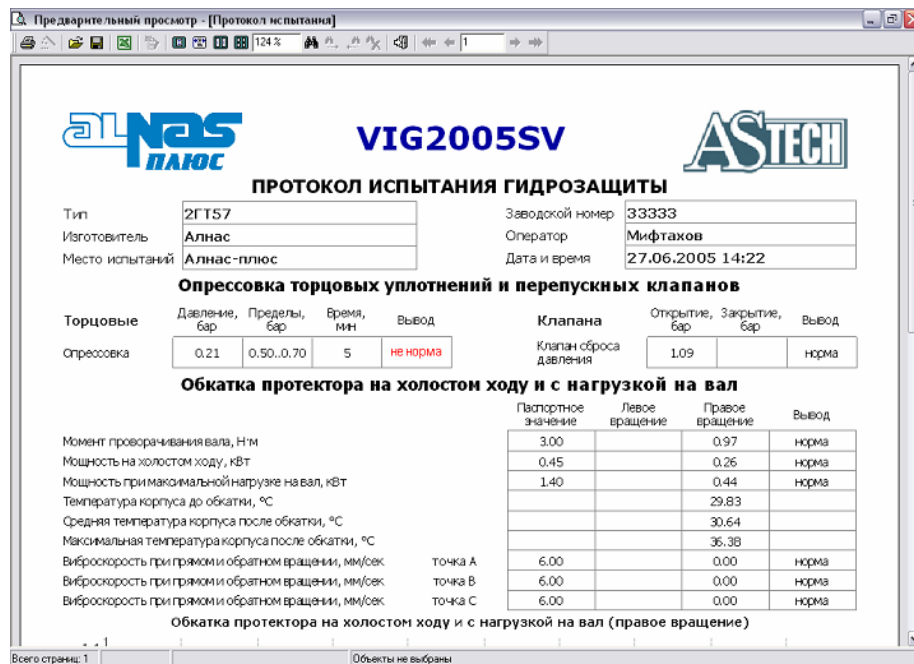 Предварительный просмотр - [Протокол испытания]
124 % 1
alNas ПЛЮС
VIG2005SV
ASTECH
ПРОТОКОЛ ИСПЫТАНИЯ ГИДРОЗАЩИТЫ
Тип 2ГТ57 Заводской номер 33333
Изготовитель Алнас Оператор Мифтахов
Место испытаний Алнас-плюс Дата и время 27.06.2005 14:22
Опрессовка торцовых уплотнений и перепускных клапанов
Торцовые Давление, бар Пределы, бар Время, мин Вывод Клапана Открытие, бар Закрытие, бар Вывод
Опрессовка 0.21 0.50..0.70 5 не норма Клапан сброса давления 1.09 норма
Обкатка протектора на холостом ходу и с нагрузкой на вал
Паспортное значение Левое вращение Правое вращение Вывод
Момент проворачивания вала, Н*м 3.00 0.97 норма
Мощность на холостом ходу, кВт 0.45 0.26 норма
Мощность при максимальной нагрузке на вал, кВт 1.40 0.44 норма
Температура корпуса до обкатки, ºС 29.83
Средняя температура корпуса после обкатки, ºС 30.64
Максимальная температура корпуса после обкатки, ºС 36.38
Виброскорость при прямом и обратном вращении, мм/сек точка А 6.00 0.00 норма
Виброскорость при прямом и обратном вращении, мм/сек точка В 6.00 0.00 норма
Виброскорость при прямом и обратном вращении, мм/сек точка С 6.00 0.00 норма
Обкатка протектора на холостом ходу и с нагрузкой на вал (правое вращение)
Всего страниц: 1 Объекты не выбраны